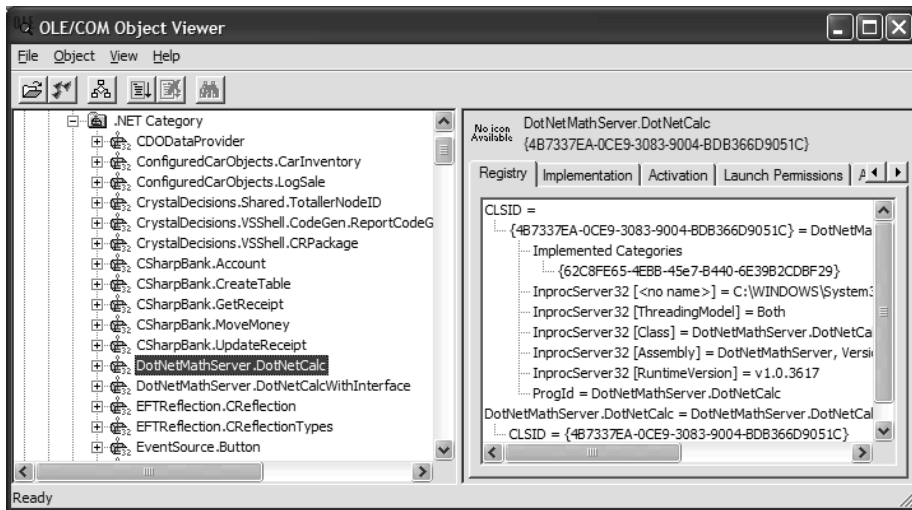 OLE/COM Object Viewer
File Object View Help
.NET Category
CDODataProvider
ConfiguredCarObjects.CarInventory
ConfiguredCarObjects.LogSale
CrystalDecisions.Shared.TotallerNodeID
CrystalDecisions.VSShell.CodeGen.ReportCodeG
CrystalDecisions.VSShell.CRPackage
CSharpBank.Account
CSharpBank.CreateTable
CSharpBank.GetReceipt
CSharpBank.MoveMoney
CSharpBank.UpdateReceipt
DotNetMathServer.DotNetCalc
DotNetMathServer.DotNetCalcWithInterface
EFTReflection.CReflection
EFTReflection.CReflectionTypes
EventSource.Button
No icon
Available
DotNetMathServer.DotNetCalc
{4B7337EA-0CE9-3083-9004-BDB366D9051C}
Registry Implementation Activation Launch Permissions A
CLSID =
{4B7337EA-0CE9-3083-9004-BDB366D9051C} = DotNetMa
Implemented Categories
{62C8FE65-4EBB-45e7-B440-6E39B2CDBF29}
InprocServer32 [<no name>] = C:\WINDOWS\System3
InprocServer32 [ThreadingModel] = Both
InprocServer32 [Class] = DotNetMathServer.DotNetCa
InprocServer32 [Assembly] = DotNetMathServer, Versi
InprocServer32 [RuntimeVersion] = v1.0.3617
ProgId = DotNetMathServer.DotNetCalc
DotNetMathServer.DotNetCalc = DotNetMathServer.DotNetCal
CLSID = {4B7337EA-0CE9-3083-9004-BDB366D9051C}
Ready